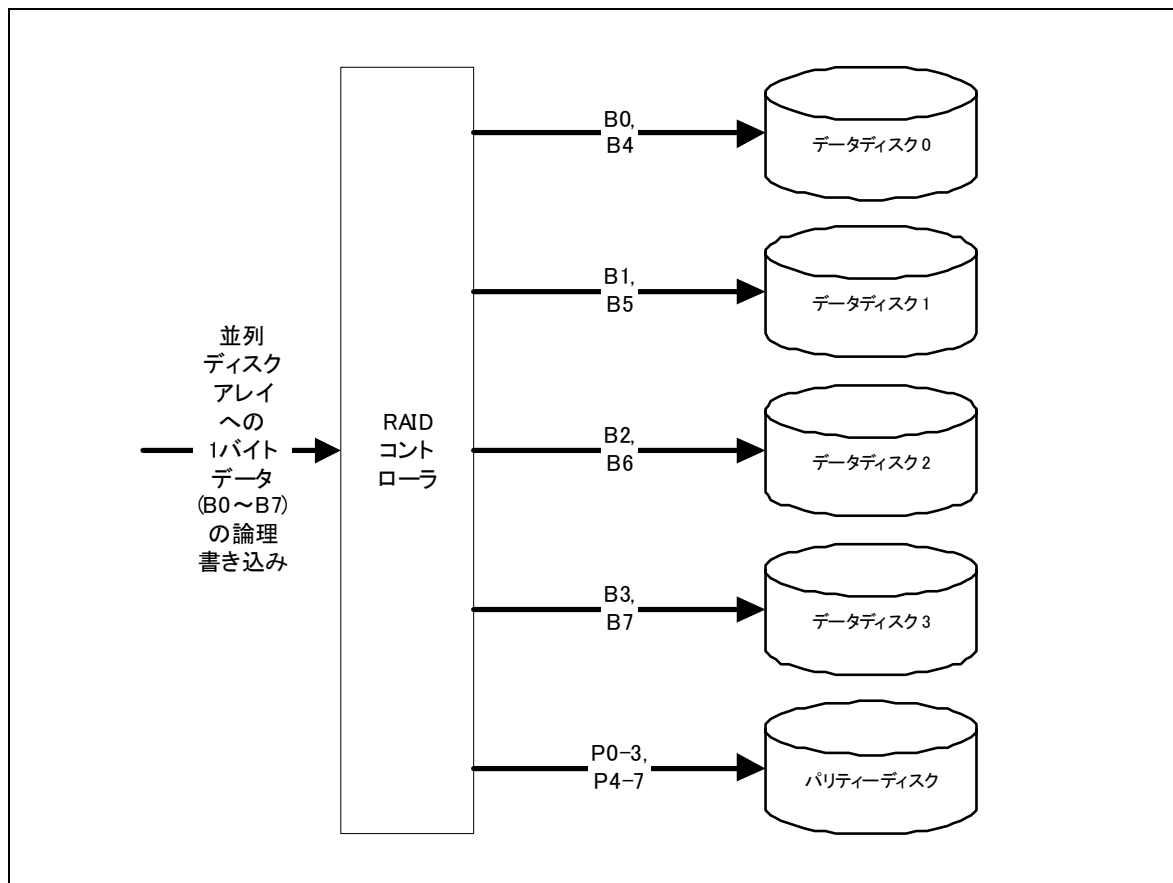 並列
ディスク
アレイ
への
1バイト
データ
(B0~B7)
の論理
書き込み
RAID
コント
ローラ
B0,
B4
データディスク0
B1,
B5
データディスク1
B2,
B6
データディスク2
B3,
B7
データディスク3
P0-3,
P4-7
パリティーディスク